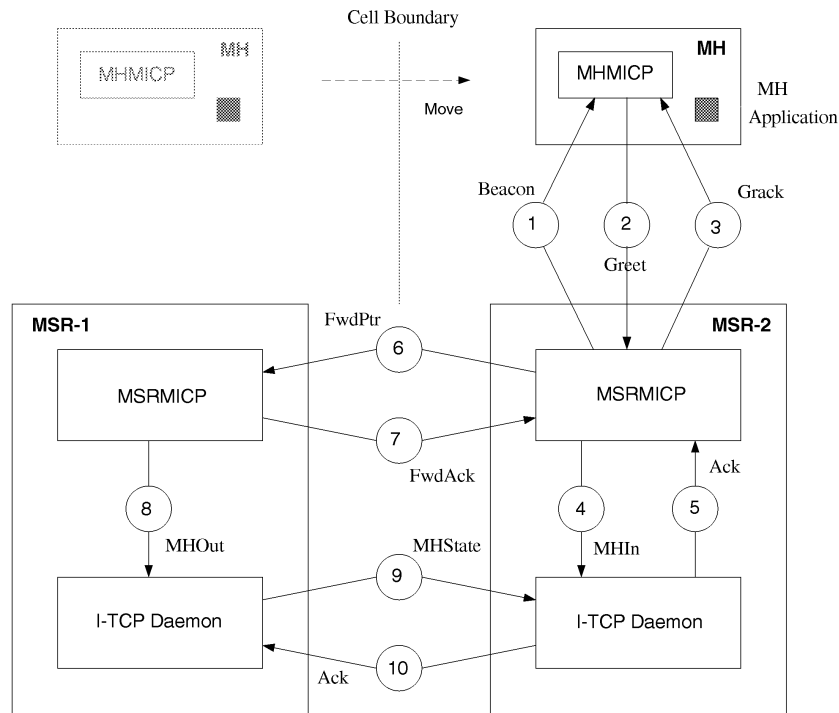 Cell Boundary
MH
MHMICP
Move
MH
MHMICP
MH
Application
Beacon
Grack
1
2
3
Greet
MSR-1
FwdPtr
MSR-2
6
MSRMICP
MSRMICP
7
FwdAck
Ack
8
4
5
MHOut
MHState
MHIn
9
I-TCP Daemon
I-TCP Daemon
10
Ack